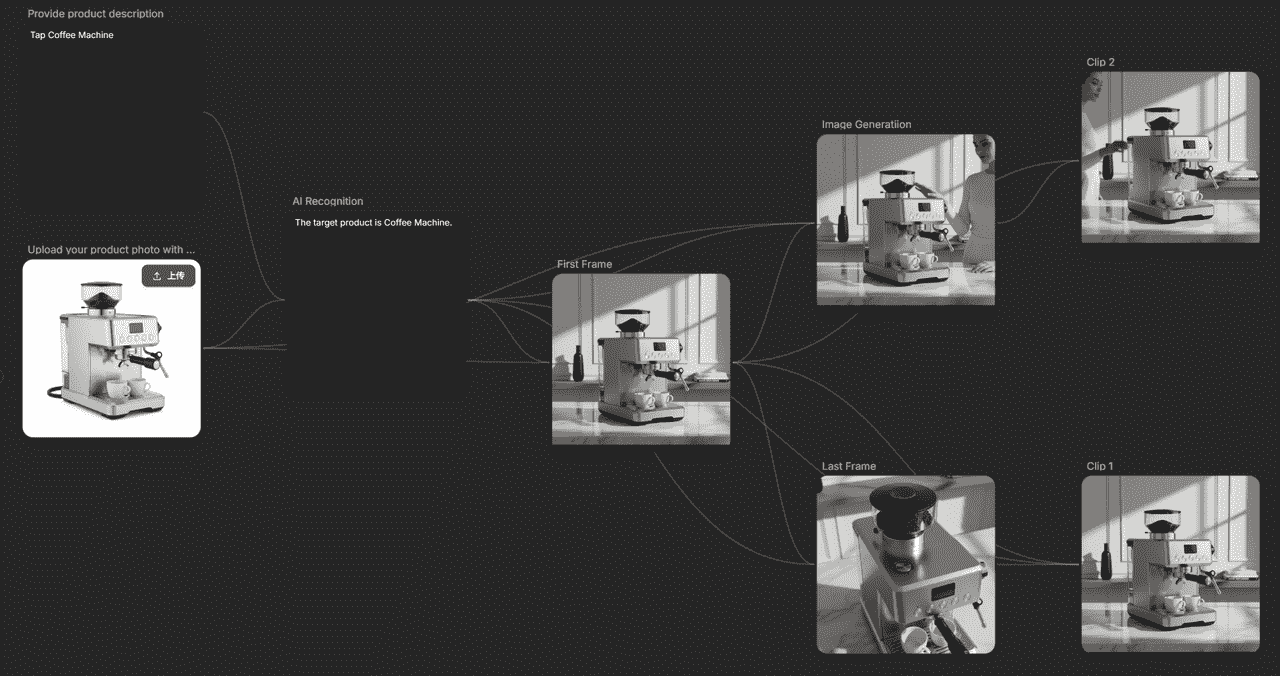 Provide product description
Tap Coffee Machine
Upload your product photo with ...
上传
AI Recognition
The target product is Coffee Machine.
First Frame
Image Generatiion
Last Frame
Clip 2
Clip 1